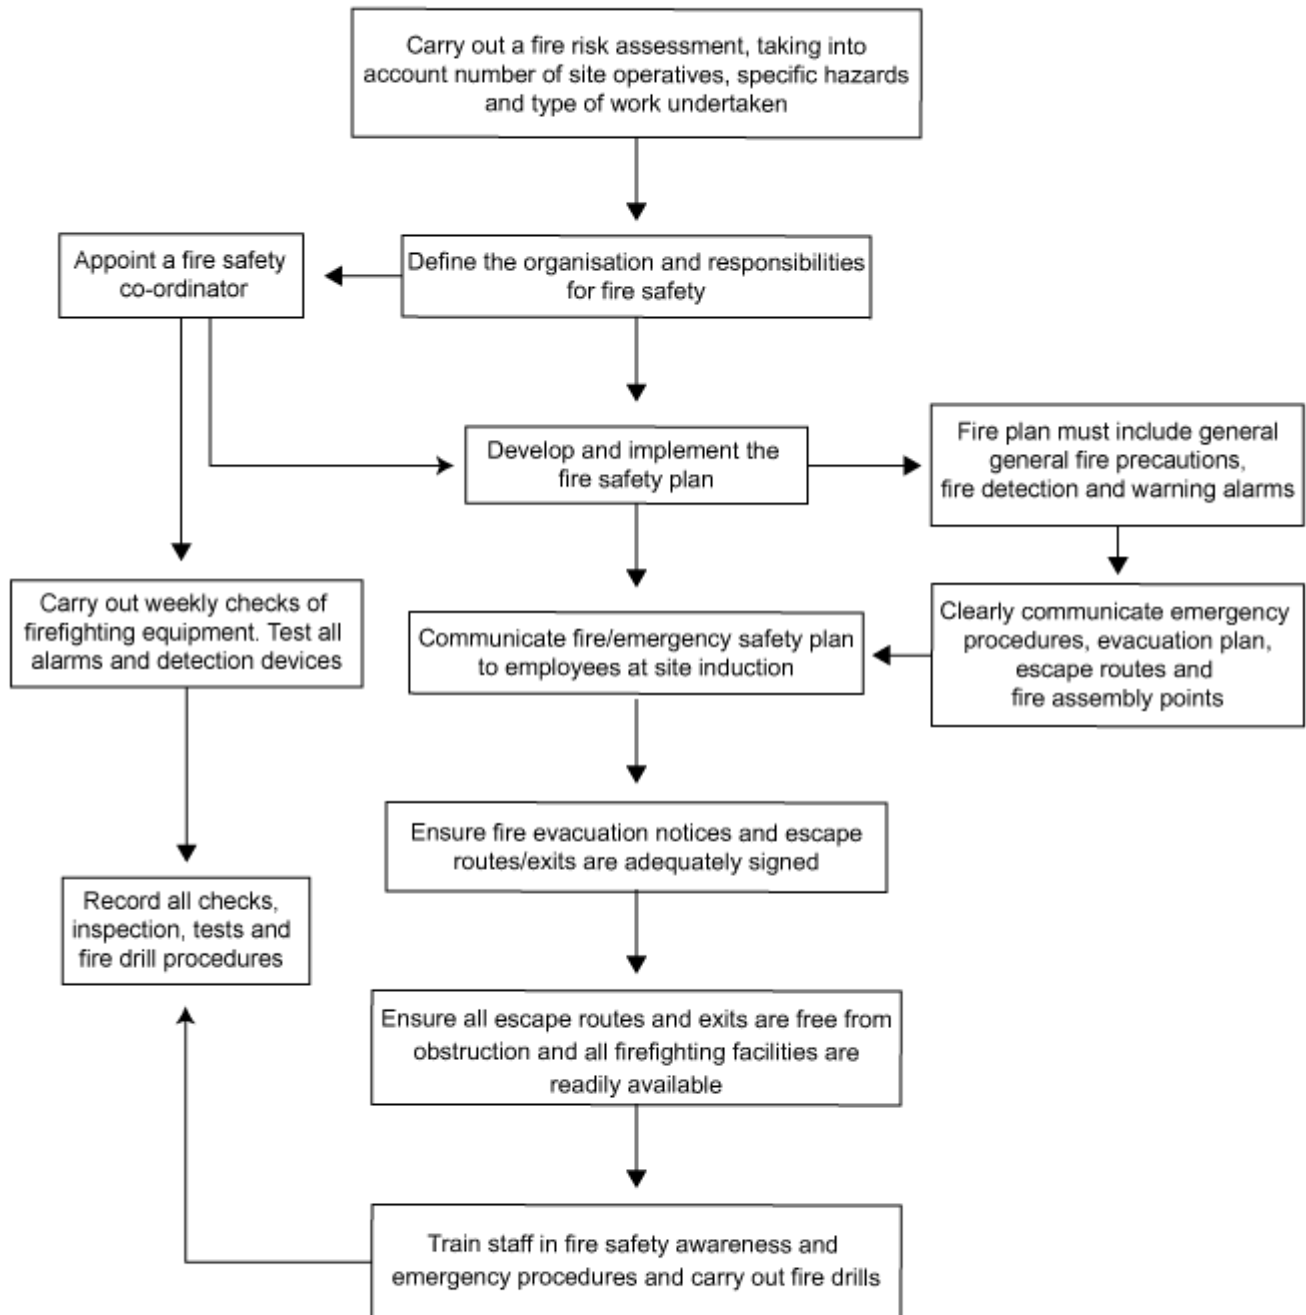 Carry out a fire risk assessment, taking into
account number of site operatives, specific hazards
and type of work undertaken
Appoint a fire safety
co-ordinator
Define the organisation and responsibilities
for fire safety
Develop and implement the
fire safety plan
Fire plan must include general
general fire precautions,
fire detection and warning alarms
Carry out weekly checks of
firefighting equipment. Test all
alarms and detection devices
Communicate fire/emergency safety plan
to employees at site induction
Clearly communicate emergency
procedures, evacuation plan,
escape routes and
fire assembly points
Ensure fire evacuation notices and escape
routes/exits are adequately signed
Record all checks,
inspection, tests and
fire drill procedures
Ensure all escape routes and exits are free from
obstruction and all firefighting facilities are
readily available
Train staff in fire safety awareness and
emergency procedures and carry out fire drills